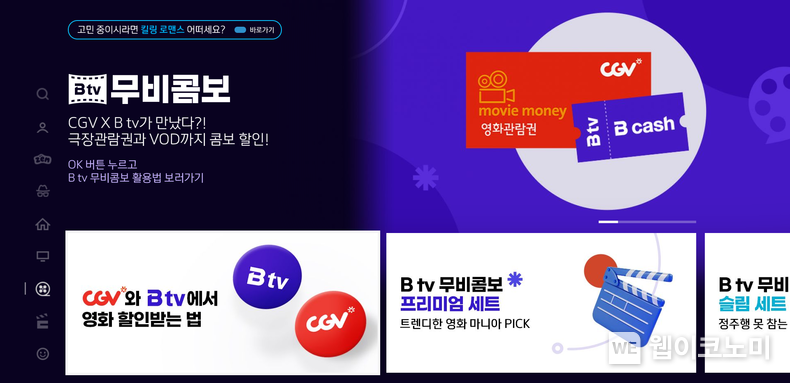 고민 중이시라면 킬링 로맨스 어떠세요? 바로가기
B tv 무비콤보
CGV X B tv가 만났다?!
극장관람권과 VOD까지 콤보 할인!
OK 버튼 누르고
B tv 무비콤보 활용법 보러가기
CGV
movie money
영화관람권
B tv
B cash
CGV와 B tv에서
영화 할인받는 법
B tv
CGV
B tv 무비콤보
프리미엄 세트
트렌디한 영화 마니아 PICK
B tv 무비
슬림 세트
정주행 못 참는
WE 웹이코노미